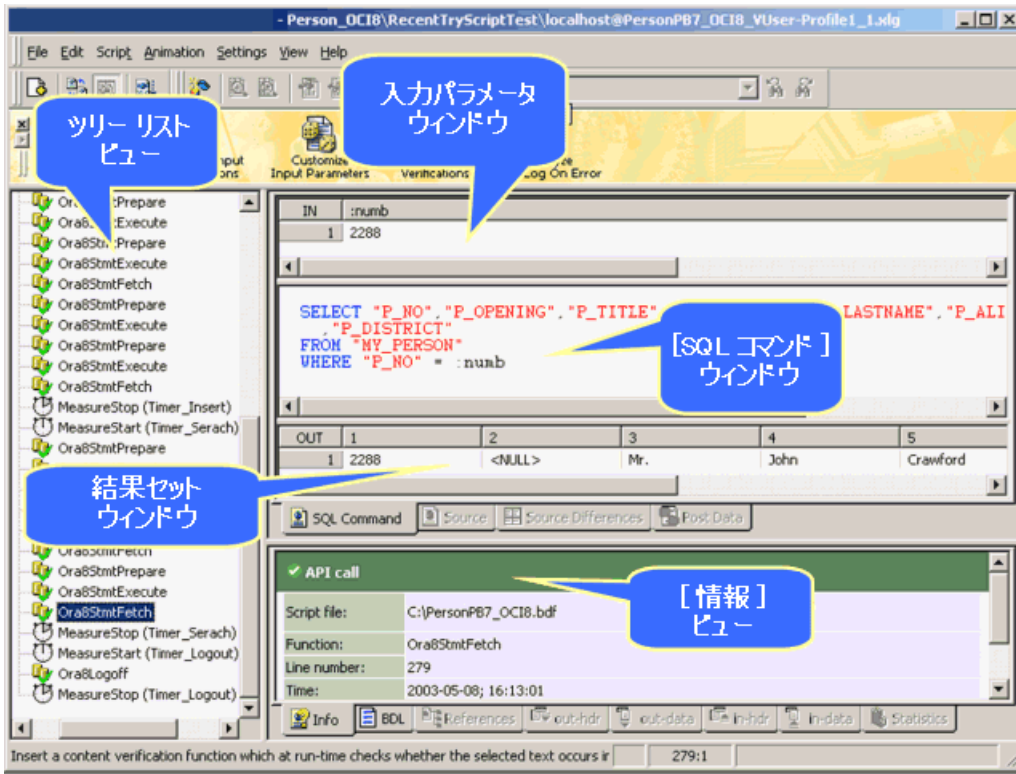 - Person_OCI8\RecentTryScriptTest\localhost@PersonPB7_OCI8_VUser-Profile1_1.xlg
File Edit Script Animation Settings View Help
入力パラメータ
ウィンドウ
ツリー リスト
ビュー
Customize
Input Parameters
Verifications
Log On Error
Ora8StmtExecute
Ora8StmtFetch
Ora8StmtPrepare
Ora8StmtExecute
Ora8StmtPrepare
Ora8StmtExecute
Ora8StmtFetch
MeasureStop (Timer_Insert)
MeasureStart (Timer_Serach)
Ora8StmtPrepare
IN :numb
1 2288
SELECT "P_NO","P_OPENING","P_TITLE" LASTNAME","P_ALI
,"P_DISTRICT"
FROM "MY_PERSON"
WHERE "P_NO" = :numb
[SQL コマンド ]
ウィンドウ
OUT 1 2 3 4 5
1 2288 <NULL> Mr. John Crawford
結果セット
ウィンドウ
SQL Command Source Source Differences Post Data
Ora8StmtPrepare
Ora8StmtExecute
Ora8StmtFetch
MeasureStop (Timer_Serach)
MeasureStart (Timer_Logout)
Ora8Logoff
MeasureStop (Timer_Logout)
API call
Script file: C:\PersonPB7_OCI8.bdf
Function: Ora8StmtFetch
Line number: 279
Time: 2003-05-08; 16:13:01
[ 情報 ]
ビュー
Info BDL References out-hdr out-data in-hdr in-data Statistics
Insert a content verification function which at run-time checks whether the selected text occurs ir 279:1